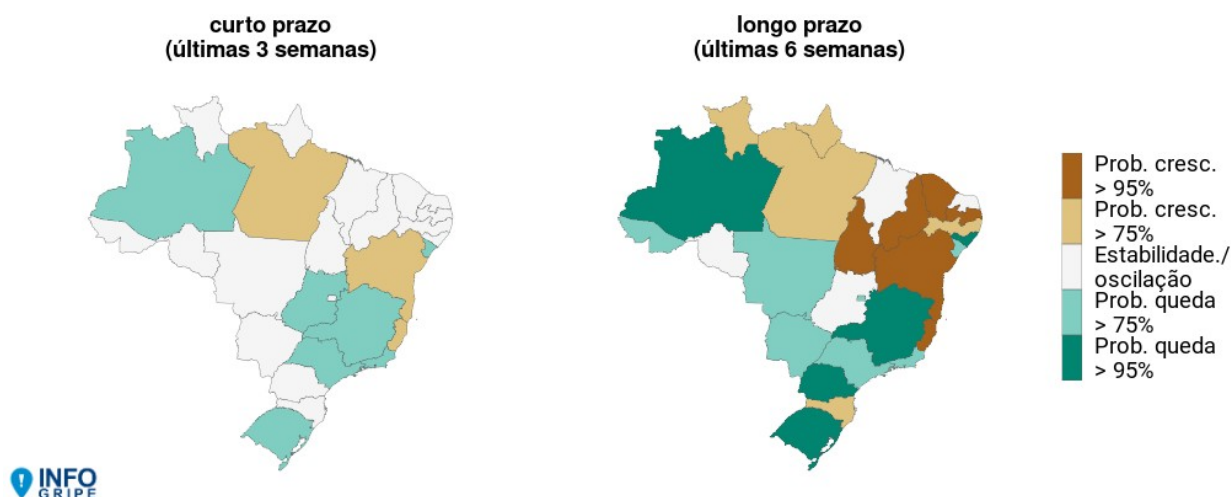 curto prazo
(últimas 3 semanas)
longo prazo
(últimas 6 semanas)
Prob. cresc.
> 95%
Prob. cresc.
> 75%
Estabilidade./
oscilação
Prob. queda
> 75%
Prob. queda
> 95%
INFO
GRIPE